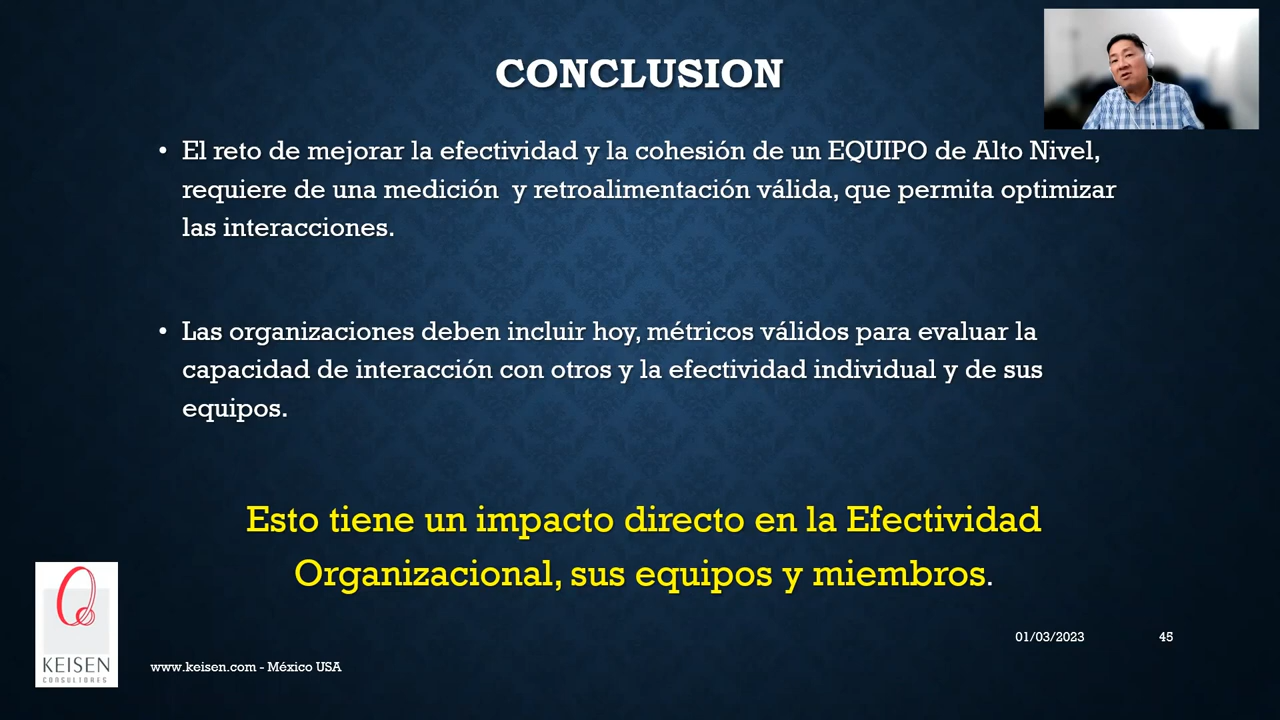 CONCLUSION
• El reto de mejorar la efectividad y la cohesión de un EQUIPO de Alto Nivel,
requiere de una medición y retroalimentación válida, que permita optimizar
las interacciones.
• Las organizaciones deben incluir hoy, métricos válidos para evaluar la
capacidad de interacción con otros y la efectividad individual y de sus
equipos.
Esto tiene un impacto directo en la Efectividad
Organizacional, sus equipos y miembros.
01/03/2023 45
KEISEN
CONSULTORES
www.keisen.com - México USA